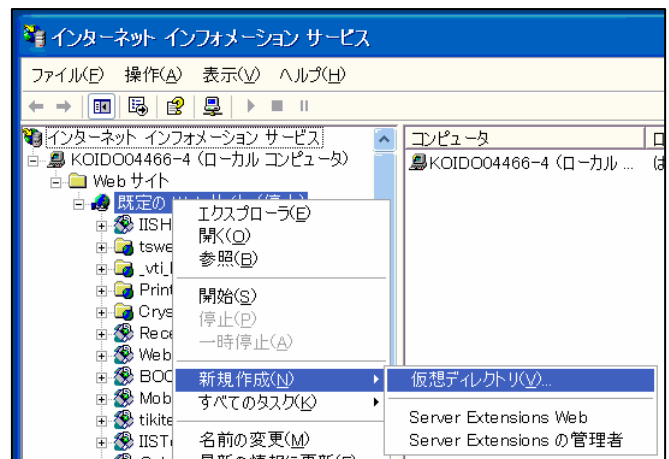 インターネット インフォメーション サービス
ファイル(F) 操作(A) 表示(V) ヘルプ(H)
インターネット インフォメーション サービス
コンピュータ
KOIDO04466-4 (ローカル コンピュータ)
KOIDO04466-4 (ローカル ...
Web サイト
既定の
エクスプローラ(E)
IISH
開く(O)
tswe
参照(B)
_vti_
Print
開始(S)
Crys
停止(P)
Rece
一時停止(A)
Web
BOO
新規作成(N)
仮想ディレクトリ(V)...
Mob
すべてのタスク(K)
tikite
Server Extensions Web
IISTu
名前の変更(M)
Server Extensions の管理者